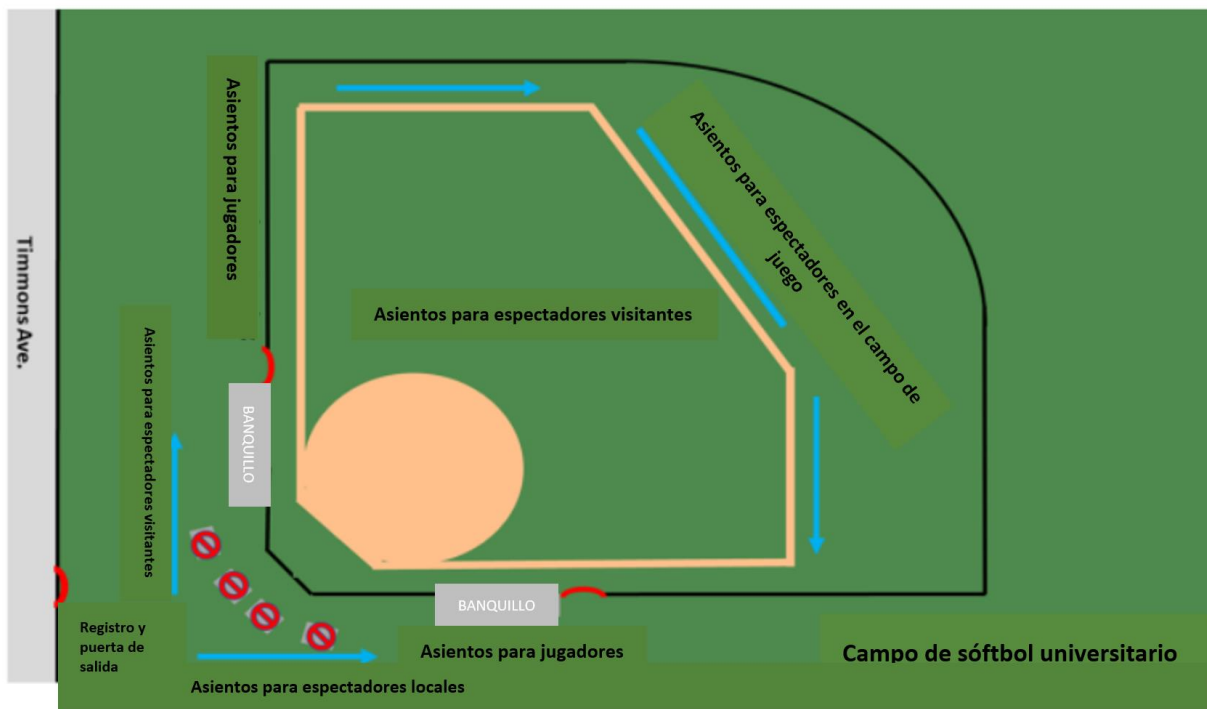 Timmons Ave.
Asientos para jugadores
Asientos para espectadores en el campo de
juego
Asientos para espectadores visitantes
Asientos para espectadores visitantes
BANQUILLO
BANQUILLO
Registro y
puerta de
salida
Asientos para jugadores
Campo de sóftbol universitario
Asientos para espectadores locales